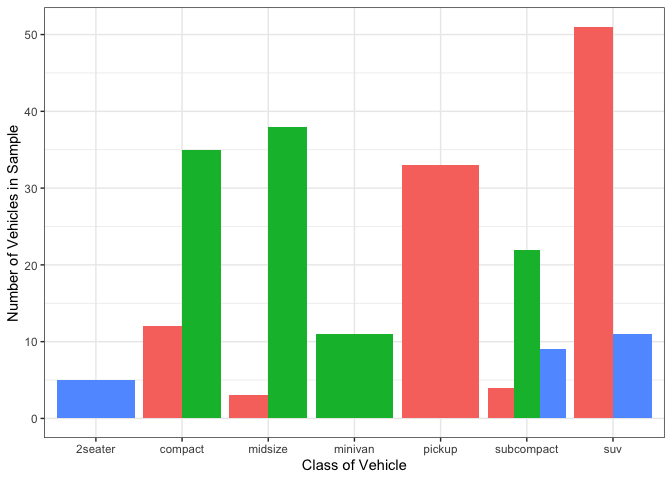 Number of Vehicles in Sample
50
40
30
20
10
0
2seater compact midsize minivan pickup subcompact suv
Class of Vehicle